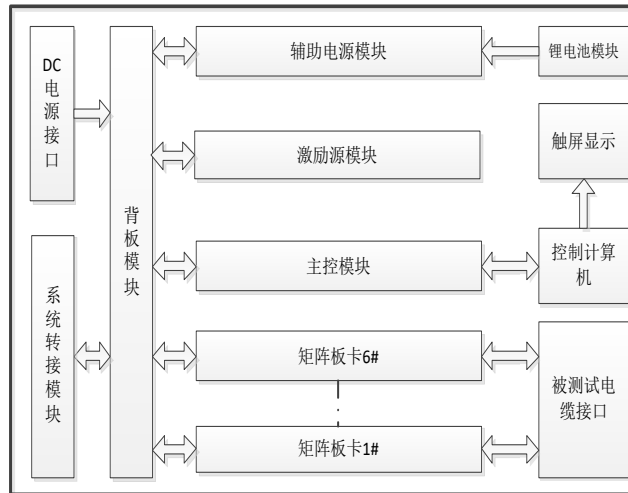 DC
电
源
接
口
背
板
模
块
系
统
转
接
模
块
辅助电源模块
锂电池模块
激励源模块
触屏显示
主控模块
控制计算
机
矩阵板卡6#
被测试电
缆接口
矩阵板卡1#